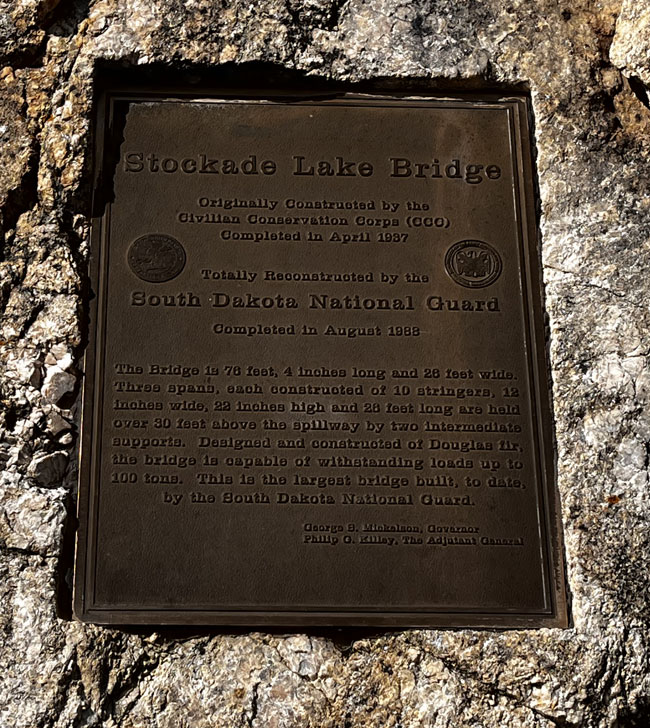 Stockade Lake Bridge
Originally Constructed by the
Civilian Conservation Corps (CCC)
Completed in April 1937
Totally Reconstructed by the
South Dakota National Guard
Completed in August 1988
The Bridge is 76 feet, 4 inches long and 26 feet wide.
Three spans, each constructed of 10 stringers, 12
inches wide, 22 inches high and 26 feet long are held
over 30 feet above the spillway by two intermediate
supports. Designed and constructed of Douglas fir,
the bridge is capable of withstanding loads up to
100 tons. This is the largest bridge built, to date,
by the South Dakota National Guard.
George S. Mickelson, Governor
Philip G. Killey, The Adjutant General